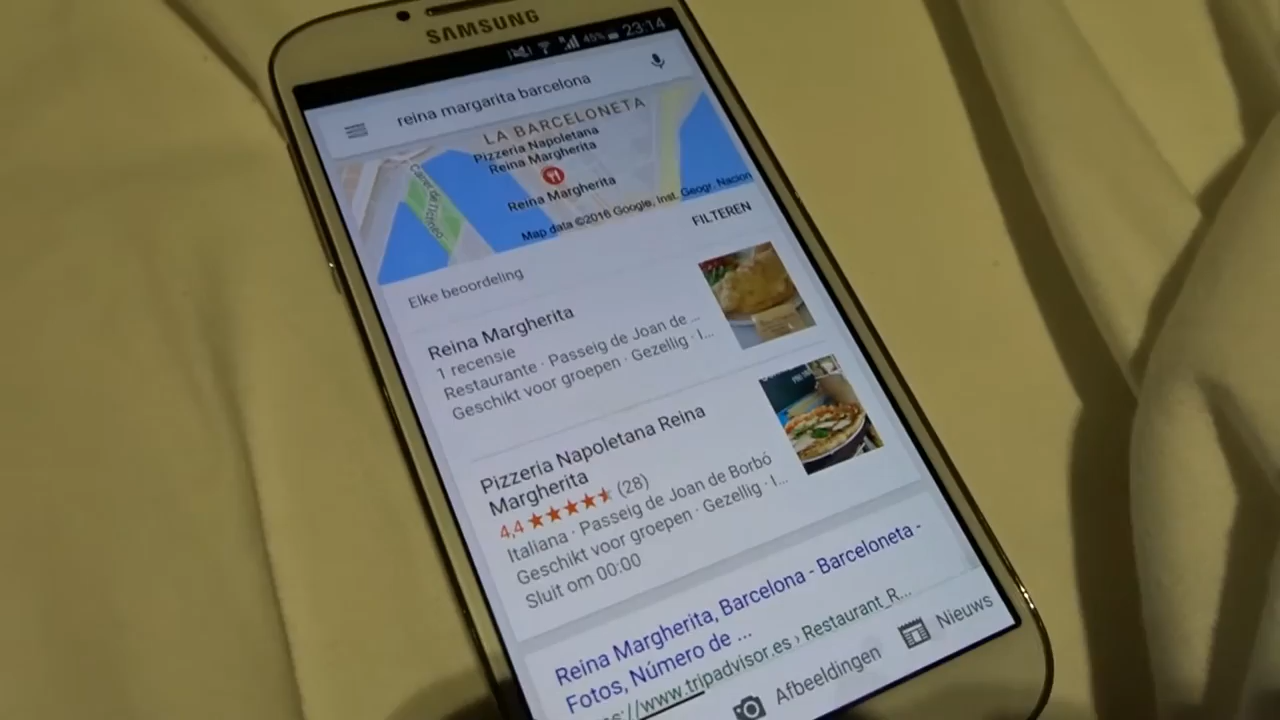 SAMSUNG
45% 23:14
reina margarita barcelona
LA BARCELONETA
Pizzeria Napoletana
Reina Margherita
Reina Margherita
Map data ©2016 Google, Inst. Geogr. Nacion
FILTEREN
Elke beoordeling
Reina Margherita
1 recensie
Restaurante · Passeig de Joan de ...
Geschikt voor groepen · Gezellig · I...
Pizzeria Napoletana Reina
Margherita
4,4 (28)
Italiana · Passeig de Joan de Borbó
Geschikt voor groepen · Gezellig · I...
Sluit om 00:00
Reina Margherita, Barcelona - Barceloneta -
Fotos, Número de ...
s://www.tripadvisor.es › Restaurant_R...
Afbeeldingen
Nieuws